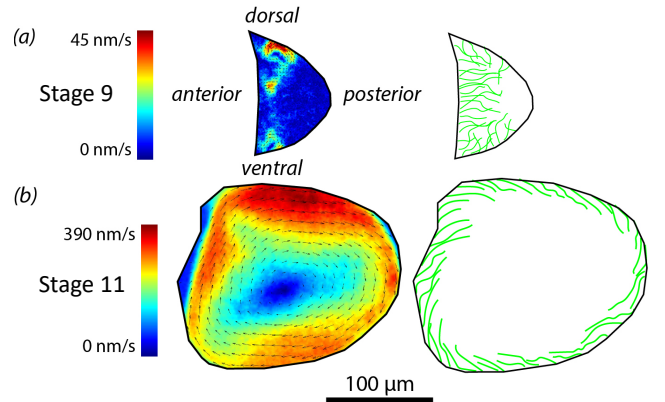 dorsal
(a)
45 nm/s
Stage 9
anterior
posterior
0 nm/s
ventral
(b)
390 nm/s
Stage 11
0 nm/s
100 µm